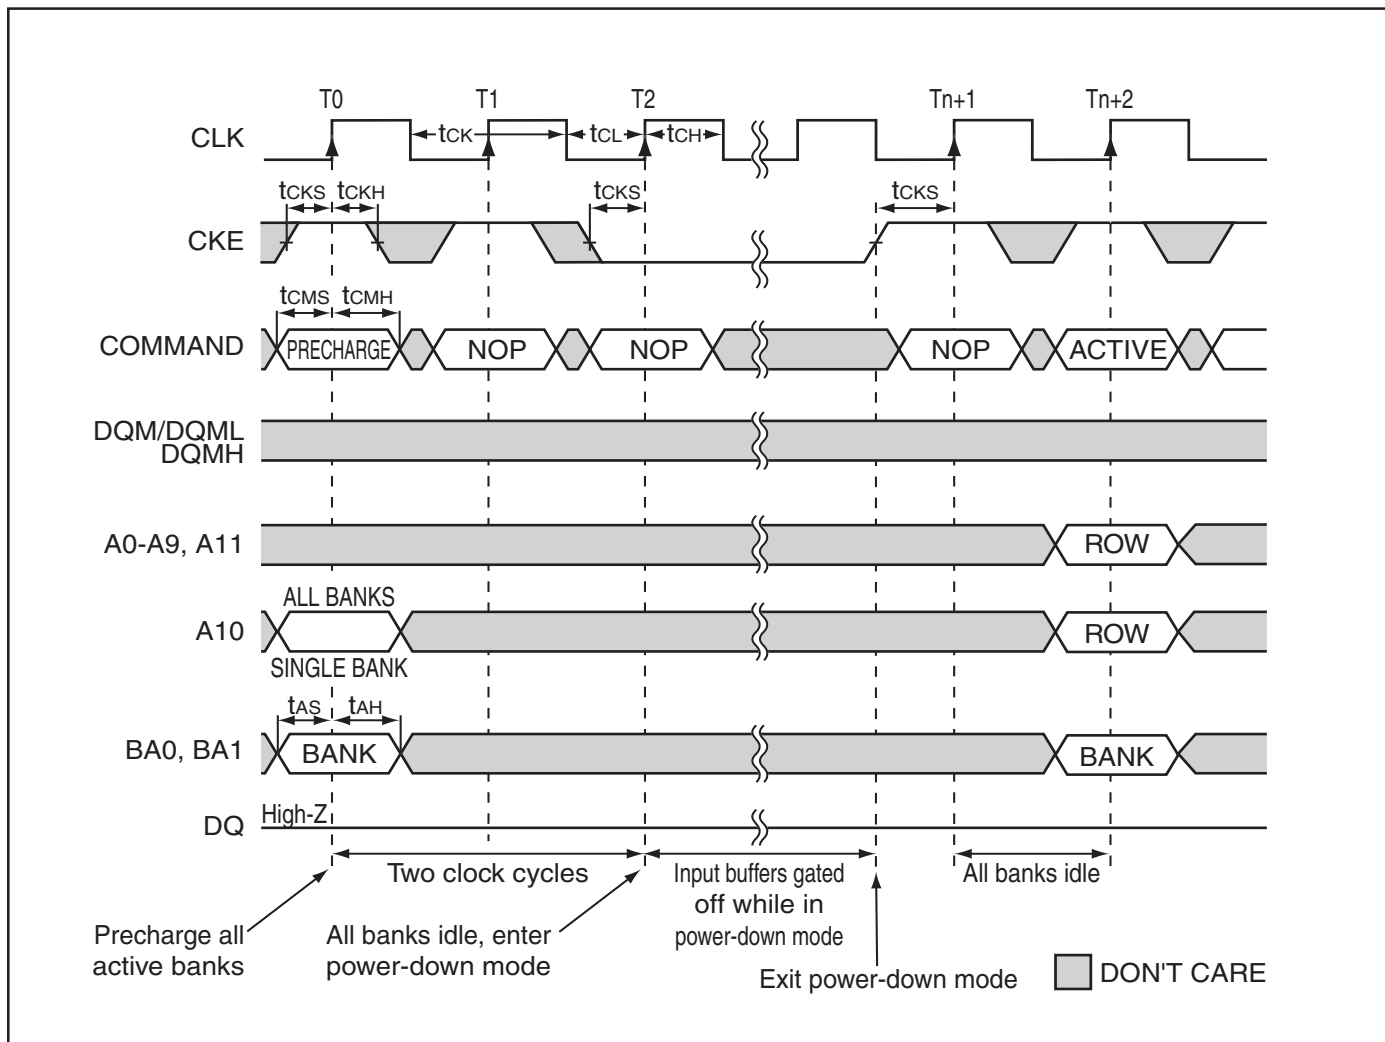 T0 T1 T2 Tn+1 Tn+2
CLK tCK tCL tCH
tCKS tCKH tCKS tCKS
CKE
tCMS tCMH
COMMAND PRECHARGE NOP NOP NOP ACTIVE
DQM/DQML
DQMH
A0-A9, A11 ROW
ALL BANKS
A10 ROW
SINGLE BANK
tAS tAH
BA0, BA1 BANK BANK
DQ High-Z
Two clock cycles
Input buffers gated
off while in
power-down mode
All banks idle
Precharge all
active banks
All banks idle, enter
power-down mode
Exit power-down mode
DON'T CARE